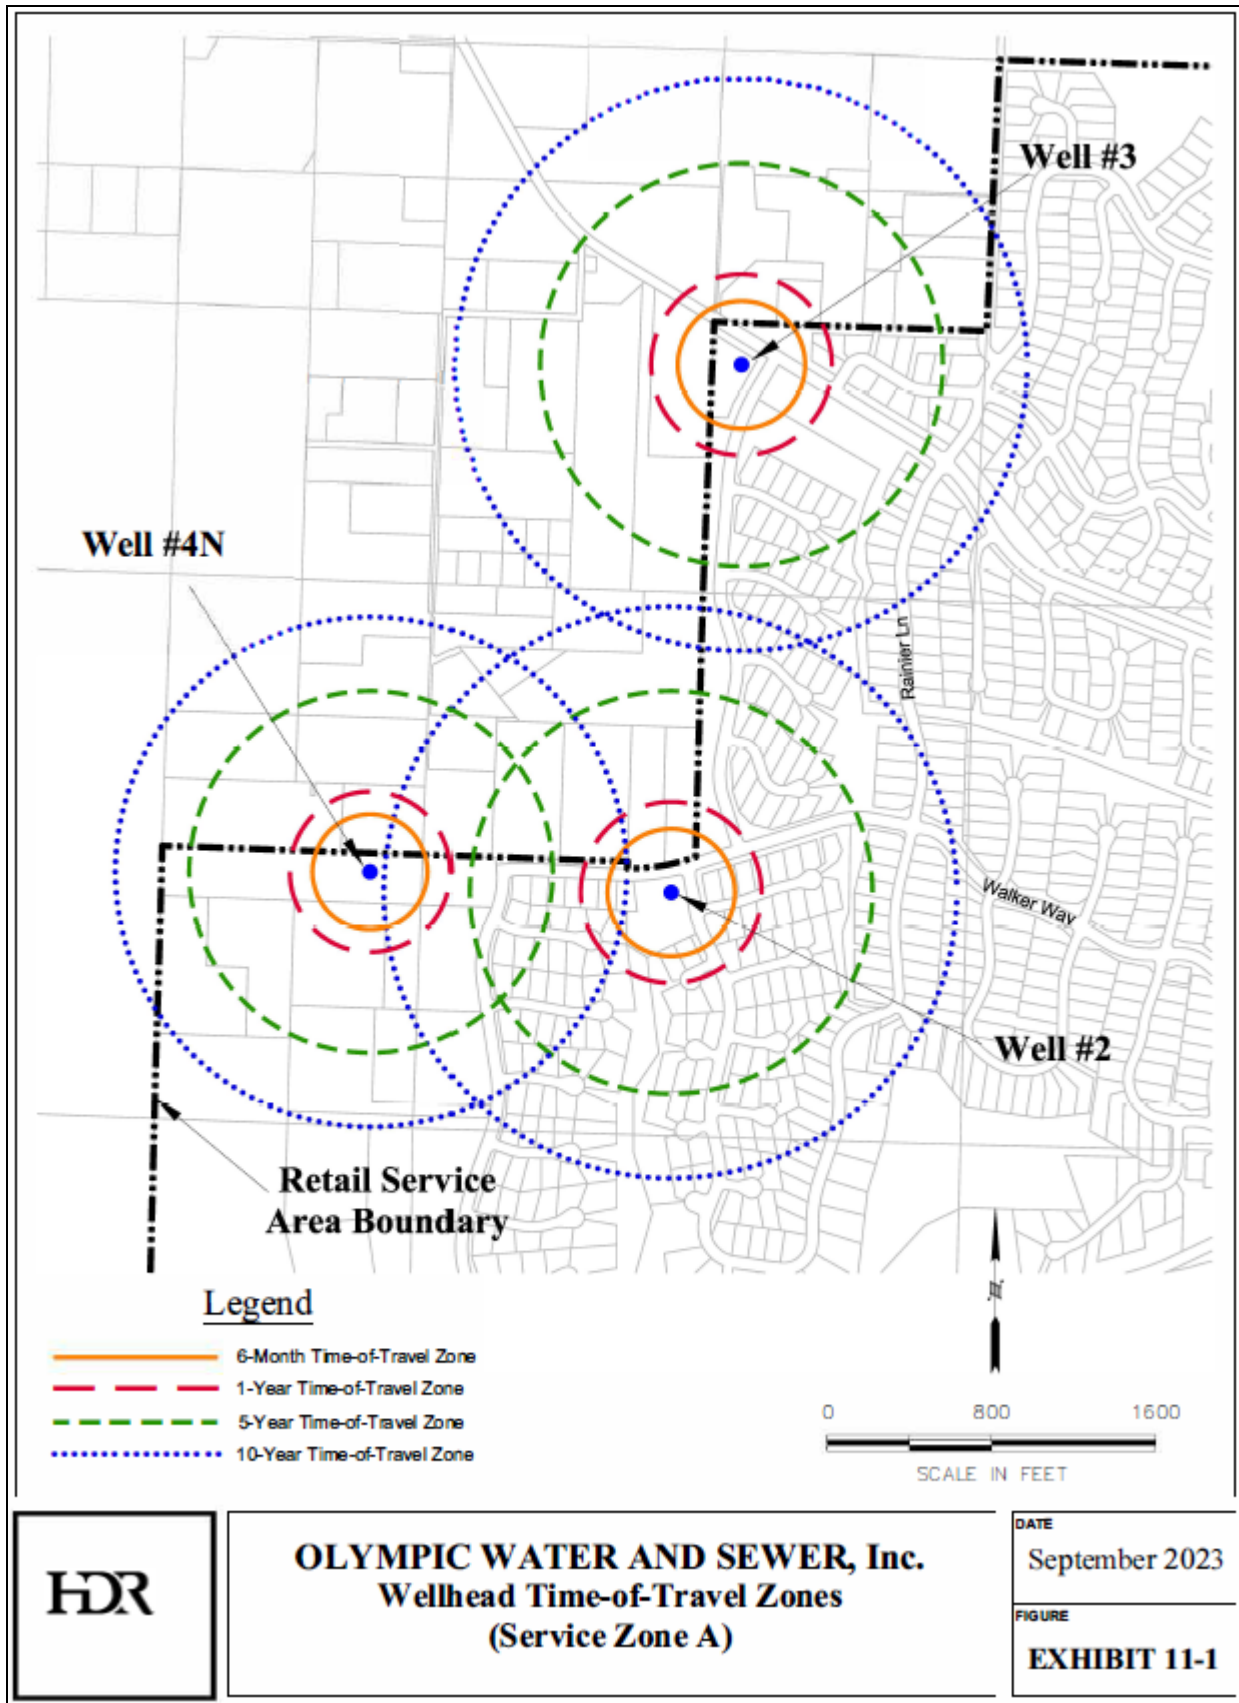 Well #3
Well #4N
Rainier Ln
Walker Way
Well #2
Retail Service
Area Boundary
Legend
6-Month Time-of-Travel Zone
1-Year Time-of-Travel Zone
5-Year Time-of-Travel Zone
10-Year Time-of-Travel Zone
N
0 800 1600
SCALE IN FEET
HDR
OLYMPIC WATER AND SEWER, Inc.
Wellhead Time-of-Travel Zones
(Service Zone A)
DATE
September 2023
FIGURE
EXHIBIT 11-1